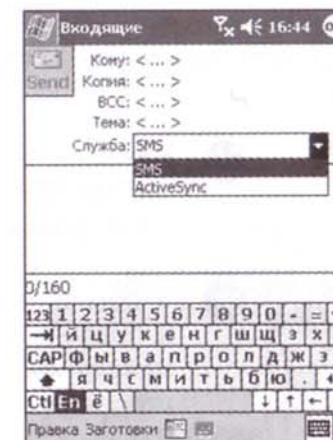 Входящие 16:44
Send
Кому: < ... >
Копия: < ... >
BCC: < ... >
Тема: < ... >
Служба: SMS
SMS
ActiveSync
0/160
123 1 2 3 4 5 6 7 8 9 0 - =
й ц у к е н г ш щ з х
CAP ф ы в а п р о л д ж э
я ч с м и т ь б ю .
Ctl En ё \ ↓ ↑ ←
Правка Заготовки